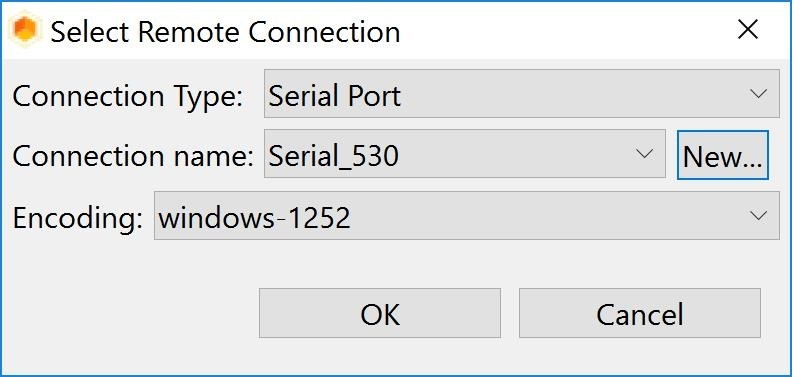 Select Remote Connection
Connection Type: Serial Port
Connection name: Serial_530 New...
Encoding: windows-1252
OK Cancel